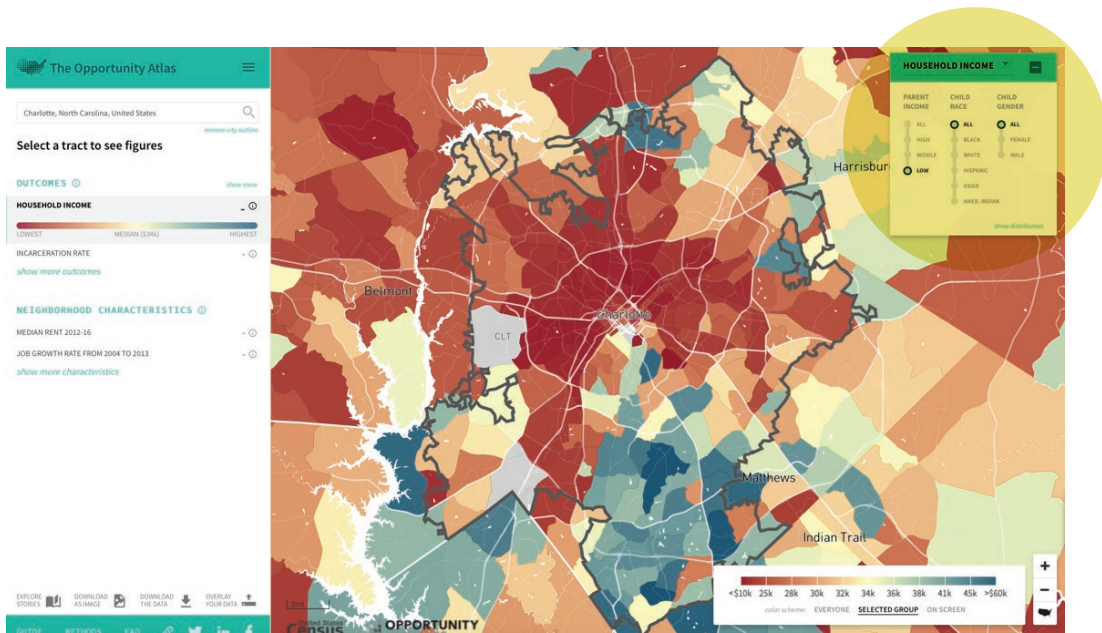 The Opportunity Atlas
Charlotte, North Carolina, United States
remove city outline
Select a tract to see figures
OUTCOMES
show more
HOUSEHOLD INCOME
LOWEST
MEDIAN ($34k)
HIGHEST
INCARCERATION RATE
show more outcomes
NEIGHBORHOOD CHARACTERISTICS
MEDIAN RENT 2012-16
JOB GROWTH RATE FROM 2004 TO 2013
show more characteristics
EXPLORE STORIES
DOWNLOAD AS IMAGE
DOWNLOAD THE DATA
OVERLAY YOUR DATA
GUIDE METHODS FAQ
Belmont
CLT
Charlotte
Harrisbur
Matthews
Indian Trail
2mi
United States
Census
OPPORTUNITY
HOUSEHOLD INCOME
PARENT INCOME
ALL
HIGH
MIDDLE
LOW
CHILD RACE
ALL
BLACK
WHITE
HISPANIC
ASIAN
AMER. INDIAN
CHILD GENDER
ALL
FEMALE
MALE
show distribution
<$10k 25k 28k 30k 32k 34k 36k 38k 41k 45k >$60k
color scheme: EVERYONE SELECTED GROUP ON SCREEN
+
−